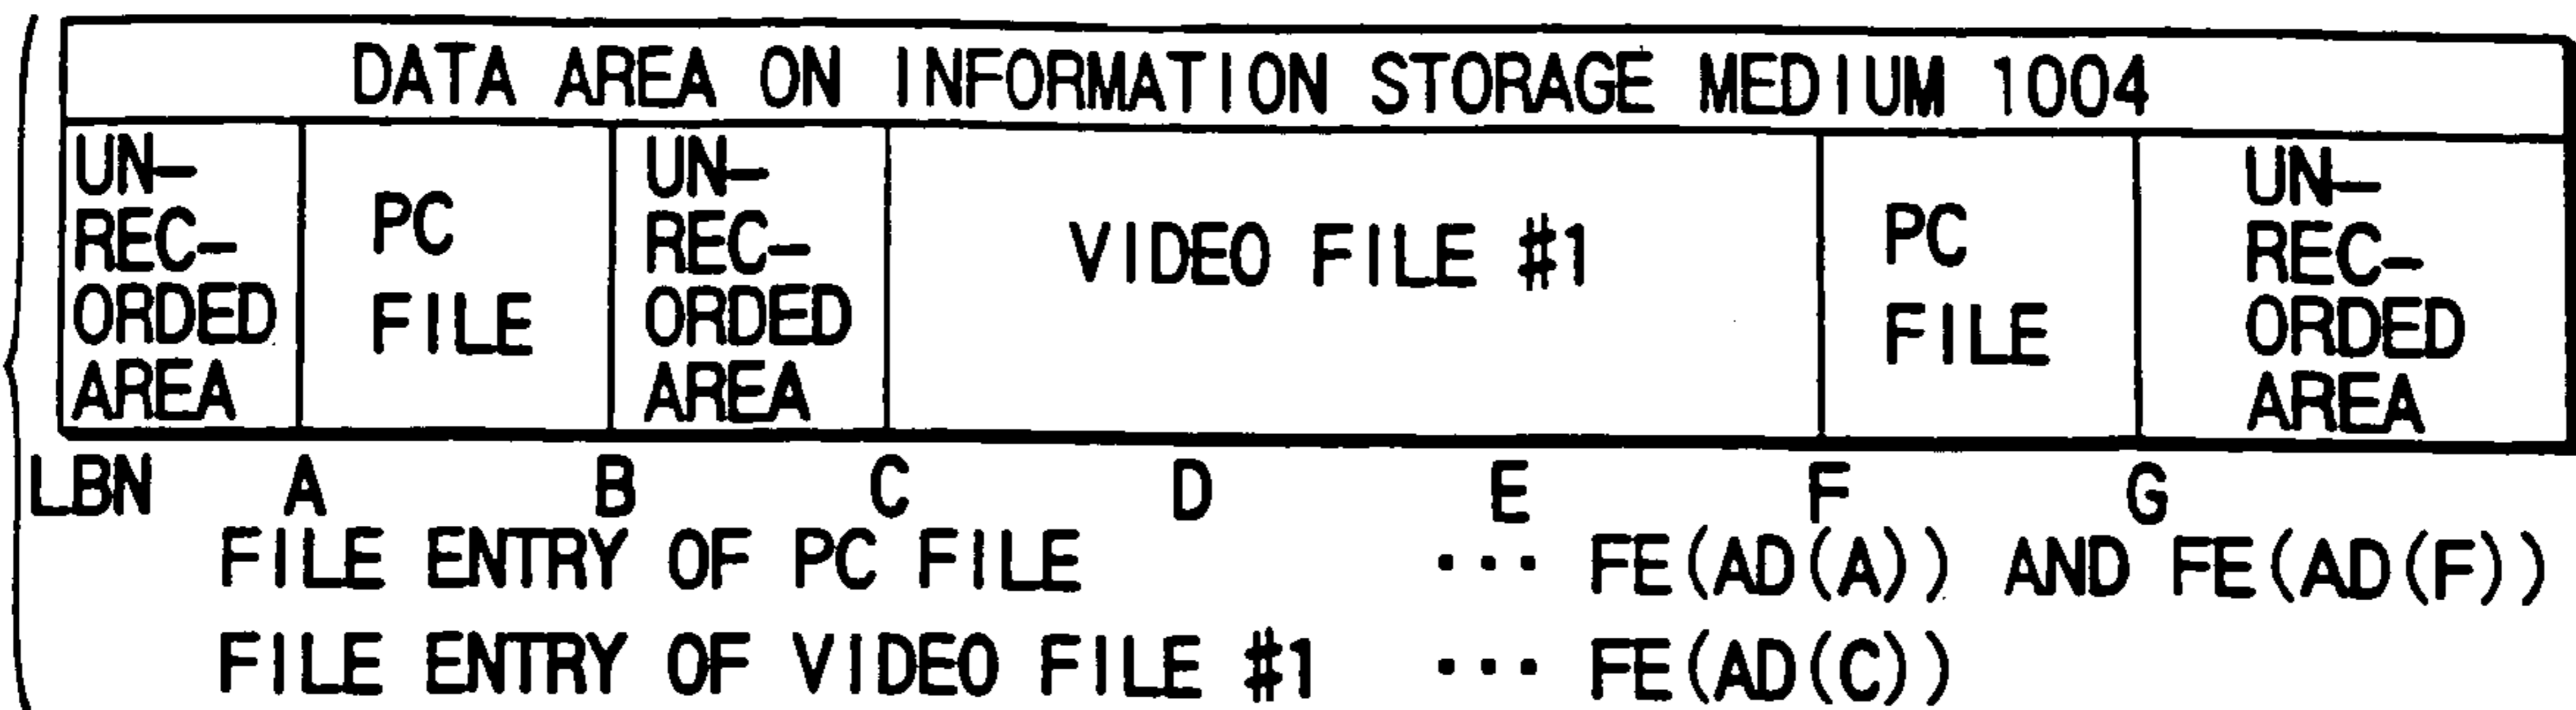 DATA AREA ON INFORMATION STORAGE MEDIUM 1004
UN-
REC-
ORDED
AREA
PC
FILE
UN-
REC-
ORDED
AREA
VIDEO FILE #1
PC
FILE
UN-
REC-
ORDED
AREA
LBN A B C D E F G
FILE ENTRY OF PC FILE ··· FE(AD(A)) AND FE(AD(F))
FILE ENTRY OF VIDEO FILE #1 ··· FE(AD(C))